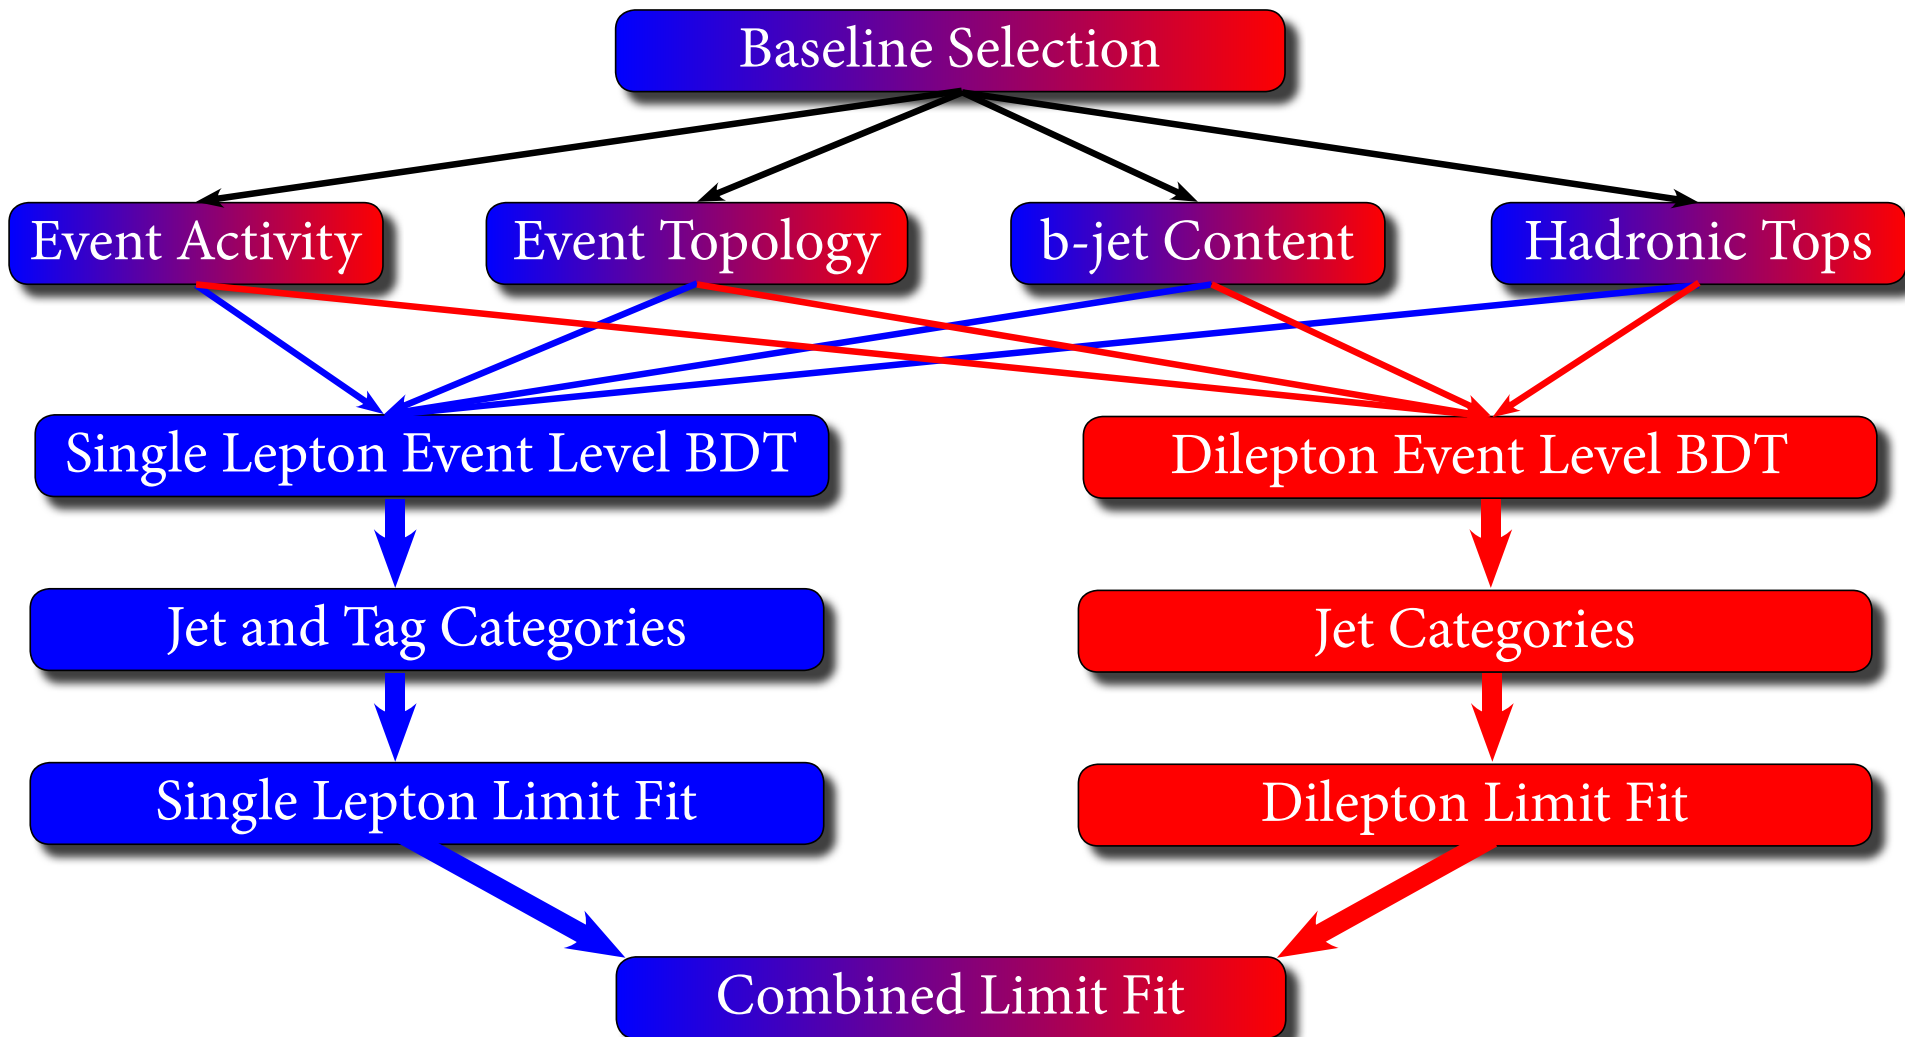 Baseline Selection
Event Activity
Event Topology
b-jet Content
Hadronic Tops
Single Lepton Event Level BDT
Dilepton Event Level BDT
Jet and Tag Categories
Jet Categories
Single Lepton Limit Fit
Dilepton Limit Fit
Combined Limit Fit